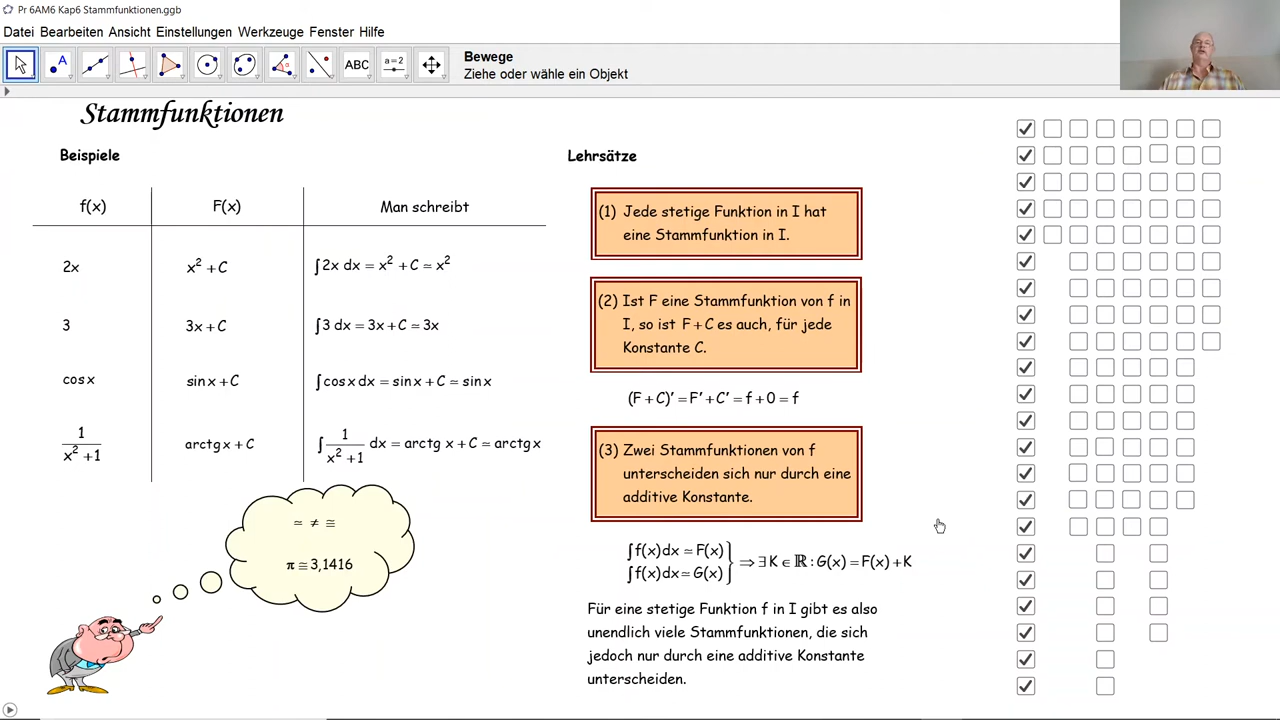 Pr 6AM6 Kap6 Stammfunktionen.ggb
Datei Bearbeiten Ansicht Einstellungen Werkzeuge Fenster Hilfe
A
ABC
a=2
Bewege
Ziehe oder wähle ein Objekt
Stammfunktionen
Beispiele
f(x) F(x) Man schreibt
2x x² + C ∫2x dx = x² + C ≃ x²
3 3x + C ∫3 dx = 3x + C ≃ 3x
cos x sin x + C ∫cos x dx = sin x + C ≃ sin x
1/(x² + 1) arctg x + C ∫ 1/(x² + 1) dx = arctg x + C ≃ arctg x
≃ ≠ ≅
π ≅ 3,1416
Lehrsätze
(1) Jede stetige Funktion in I hat
eine Stammfunktion in I.
(2) Ist F eine Stammfunktion von f in
I, so ist F + C es auch, für jede
Konstante C.
(F + C)′ = F′ + C′ = f + 0 = f
(3) Zwei Stammfunktionen von f
unterscheiden sich nur durch eine
additive Konstante.
∫f(x)dx ≃ F(x)
∫f(x)dx ≃ G(x)
} ⇒ ∃ K ∈ ℝ : G(x) = F(x) + K
Für eine stetige Funktion f in I gibt es also
unendlich viele Stammfunktionen, die sich
jedoch nur durch eine additive Konstante
unterscheiden.